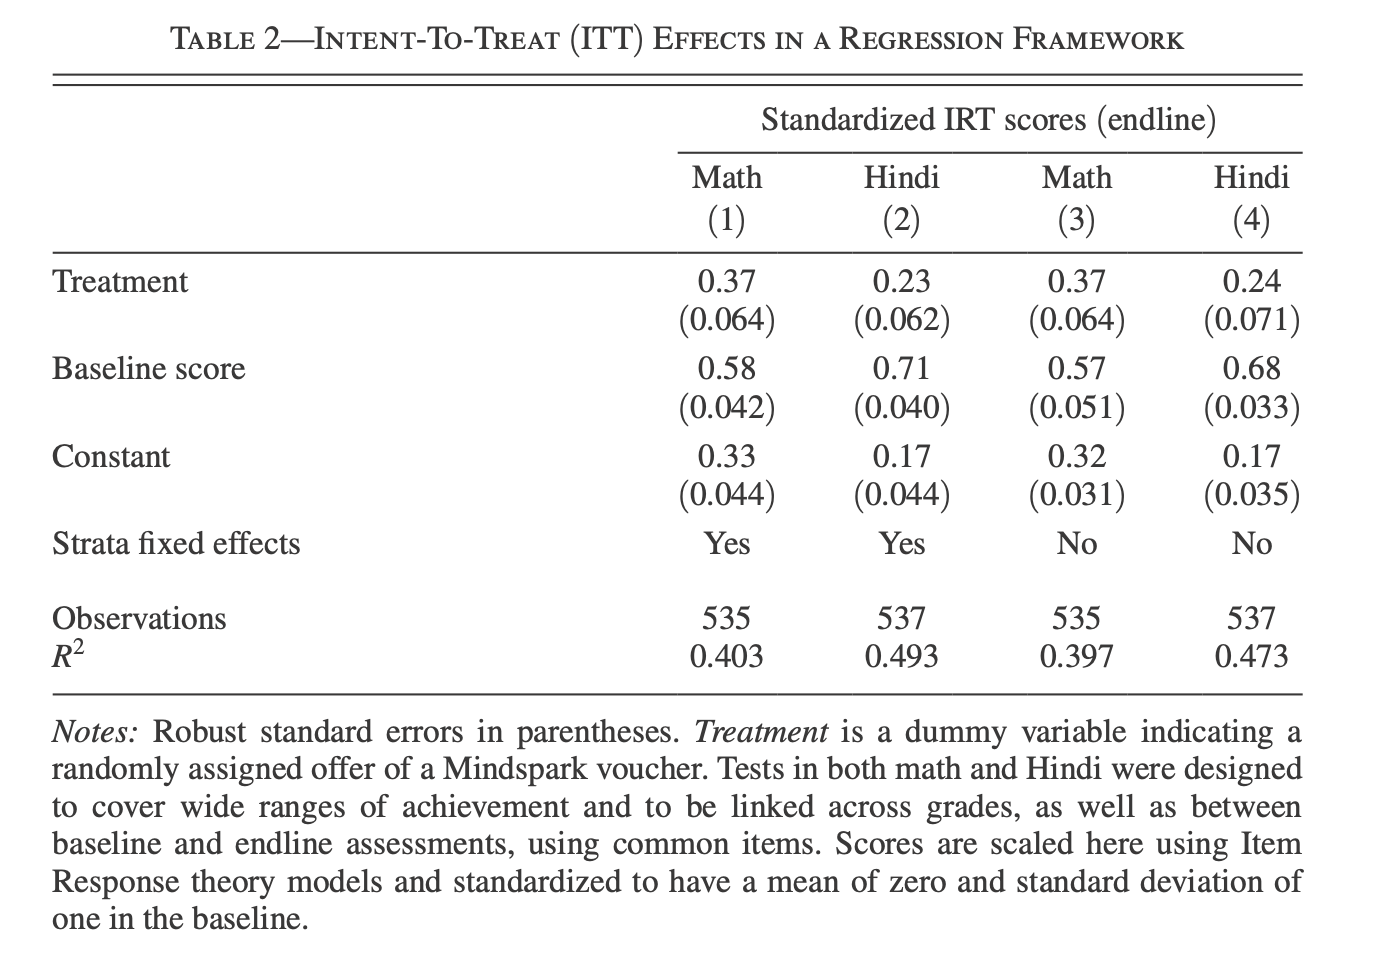 TABLE 2—INTENT-TO-TREAT (ITT) EFFECTS IN A REGRESSION FRAMEWORK
Standardized IRT scores (endline)
Math Hindi Math Hindi
(1) (2) (3) (4)
Treatment 0.37 0.23 0.37 0.24
(0.064) (0.062) (0.064) (0.071)
Baseline score 0.58 0.71 0.57 0.68
(0.042) (0.040) (0.051) (0.033)
Constant 0.33 0.17 0.32 0.17
(0.044) (0.044) (0.031) (0.035)
Strata fixed effects Yes Yes No No
Observations 535 537 535 537
R² 0.403 0.493 0.397 0.473
Notes: Robust standard errors in parentheses. Treatment is a dummy variable indicating a
randomly assigned offer of a Mindspark voucher. Tests in both math and Hindi were designed
to cover wide ranges of achievement and to be linked across grades, as well as between
baseline and endline assessments, using common items. Scores are scaled here using Item
Response theory models and standardized to have a mean of zero and standard deviation of
one in the baseline.